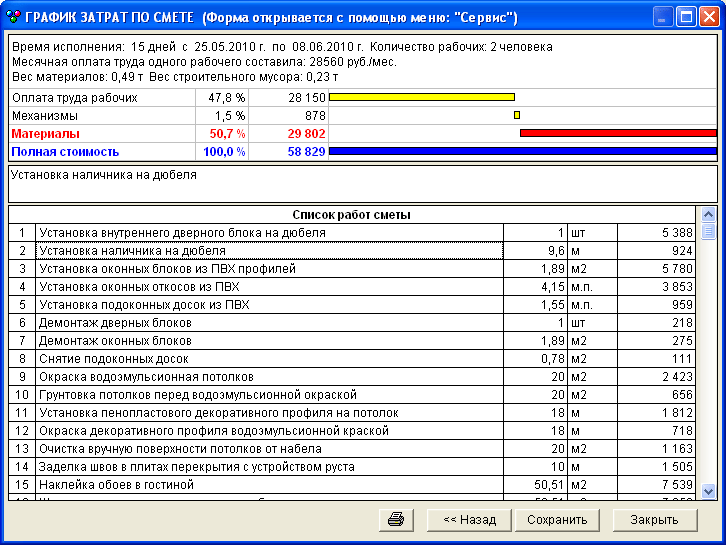 ГРАФИК ЗАТРАТ ПО СМЕТЕ (Форма открывается с помощью меню: "Сервис")
Время исполнения: 15 дней с 25.05.2010 г. по 08.06.2010 г. Количество рабочих: 2 человека
Месячная оплата труда одного рабочего составила: 28560 руб./мес.
Вес материалов: 0,49 т Вес строительного мусора: 0,23 т
Оплата труда рабочих 47,8 % 28 150
Механизмы 1,5 % 878
Материалы 50,7 % 29 802
Полная стоимость 100,0 % 58 829
Установка наличника на дюбеля
Список работ сметы
1 Установка внутреннего дверного блока на дюбеля 1 шт 5 388
2 Установка наличника на дюбеля 9,6 м 924
3 Установка оконных блоков из ПВХ профилей 1,89 м2 5 780
4 Установка оконных откосов из ПВХ 4,15 м.п. 3 853
5 Установка подоконных досок из ПВХ 1,55 м.п. 959
6 Демонтаж дверных блоков 1 шт 218
7 Демонтаж оконных блоков 1,89 м2 275
8 Снятие подоконных досок 0,78 м2 111
9 Окраска водоэмульсионная потолков 20 м2 2 423
10 Грунтовка потолков перед водоэмульсионной окраской 20 м2 656
11 Установка пенопластового декоративного профиля на потолок 18 м 1 812
12 Окраска декоративного профиля водоэмульсионной краской 18 м 718
13 Очистка вручную поверхности потолков от набела 20 м2 1 163
14 Заделка швов в плитах перекрытия с устройством руста 10 м 1 505
15 Наклейка обоев в гостиной 50,51 м2 7 539
<< Назад Сохранить Закрыть